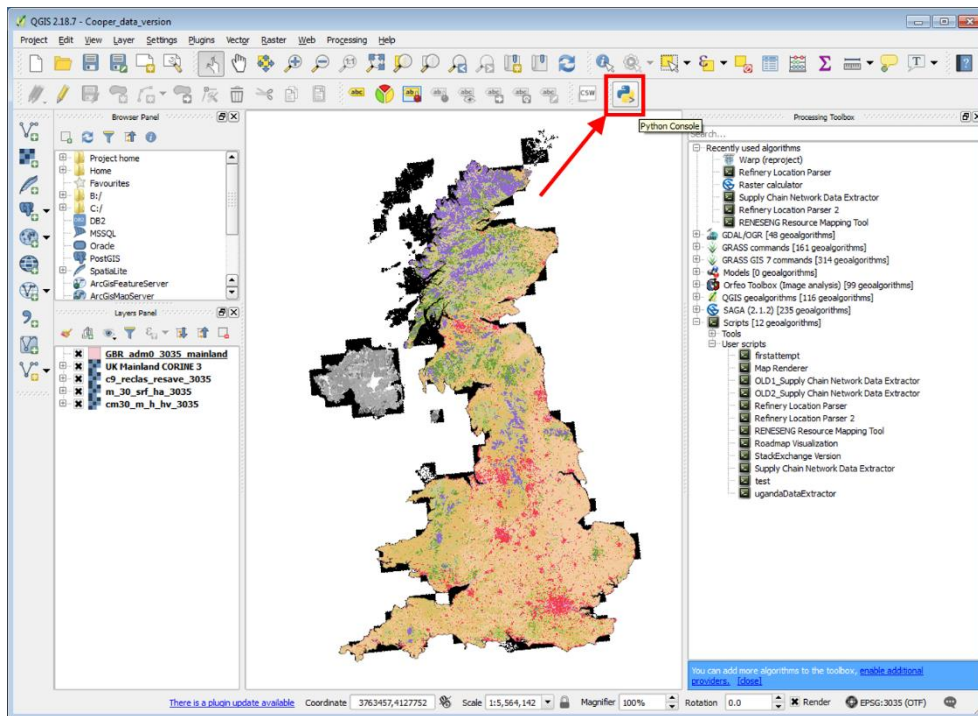 QGIS 2.18.7 - Cooper_data_version
Project Edit View Layer Settings Plugins Vector Raster Web Processing Help
abc abc CSW
Python Console
Browser Panel
Project home
Home
Favourites
B:/
C:/
DB2
MSSQL
Oracle
PostGIS
SpatiaLite
ArcGisFeatureServer
ArcGisMapServer
Layers Panel
GBR_adm0_3035_mainland
UK Mainland CORINE 3
c9_reclas_resave_3035
m_30_srf_ha_3035
cm30_m_h_hv_3035
Processing Toolbox
Search...
Recently used algorithms
Warp (reproject)
Refinery Location Parser
Raster calculator
Supply Chain Network Data Extractor
Refinery Location Parser 2
RENESENG Resource Mapping Tool
GDAL/OGR [48 geoalgorithms]
GRASS commands [161 geoalgorithms]
GRASS GIS 7 commands [314 geoalgorithms]
Models [0 geoalgorithms]
Orfeo Toolbox (Image analysis) [99 geoalgorithms]
QGIS geoalgorithms [116 geoalgorithms]
SAGA (2.1.2) [235 geoalgorithms]
Scripts [12 geoalgorithms]
Tools
User scripts
firstattempt
Map Renderer
OLD1_Supply Chain Network Data Extractor
OLD2_Supply Chain Network Data Extractor
Refinery Location Parser
Refinery Location Parser 2
RENESENG Resource Mapping Tool
Roadmap Visualization
StackExchange Version
Supply Chain Network Data Extractor
test
ugandaDataExtractor
You can add more algorithms to the toolbox, enable additional
providers. [close]
There is a plugin update available Coordinate 3763457,4127752 Scale 1:5,564,142 Magnifier 100% Rotation 0.0 Render EPSG:3035 (OTF)